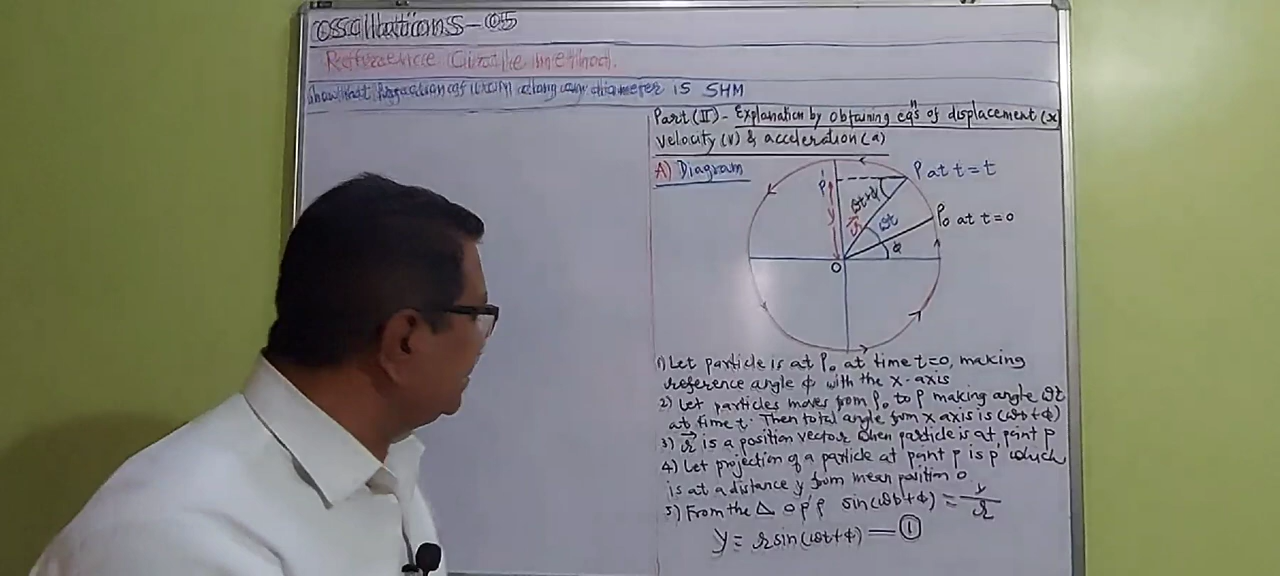 Oscillations-05
Reference Circle method.
Show that Projection of UCM along any diameter is SHM
Part (II) - Explanation by obtaining eqⁿs of displacement (x)
velocity (v) & acceleration (a)
A) Diagram
P' P at t = t
ωt+ϕ
y r ωt P₀ at t = 0
ϕ
O
1) Let particle is at P₀ at time t=0, making
reference angle ϕ with the x-axis
2) Let particles moves from P₀ to P making angle ωt
at time t. Then total angle from x axis is (ωt+ϕ)
3) r⃗ is a position vector when particle is at point P
4) Let projection of a particle at point P is P' which
is at a distance y from mean position O
5) From the Δ OP'P sin(ωt+ϕ) = y/r
y = r sin(ωt+ϕ) — ①